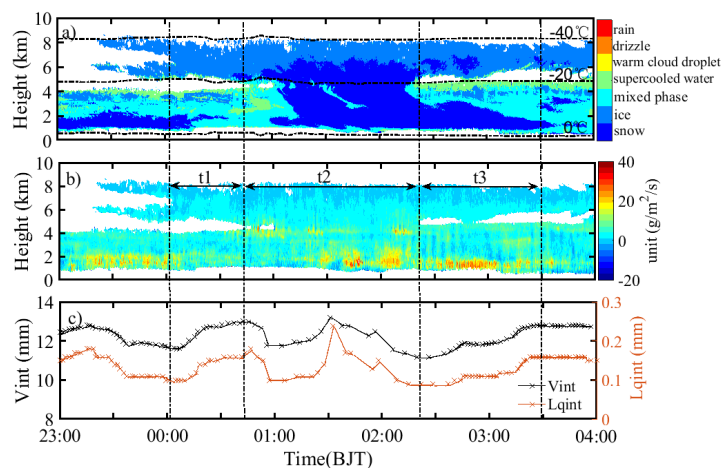 a)
10
8
6
4
2
0
Height (km)
-40℃
-20℃
0℃
rain
drizzle
warm cloud droplet
supercooled water
mixed phase
ice
snow
b)
10
8
6
4
2
0
Height (km)
t1
t2
t3
40
20
0
-20
unit (g/m²/s)
c)
14
12
10
8
Vint (mm)
0.3
0.2
0.1
0.0
Lqint (mm)
Vint
Lqint
23:00 00:00 01:00 02:00 03:00 04:00
Time(BJT)